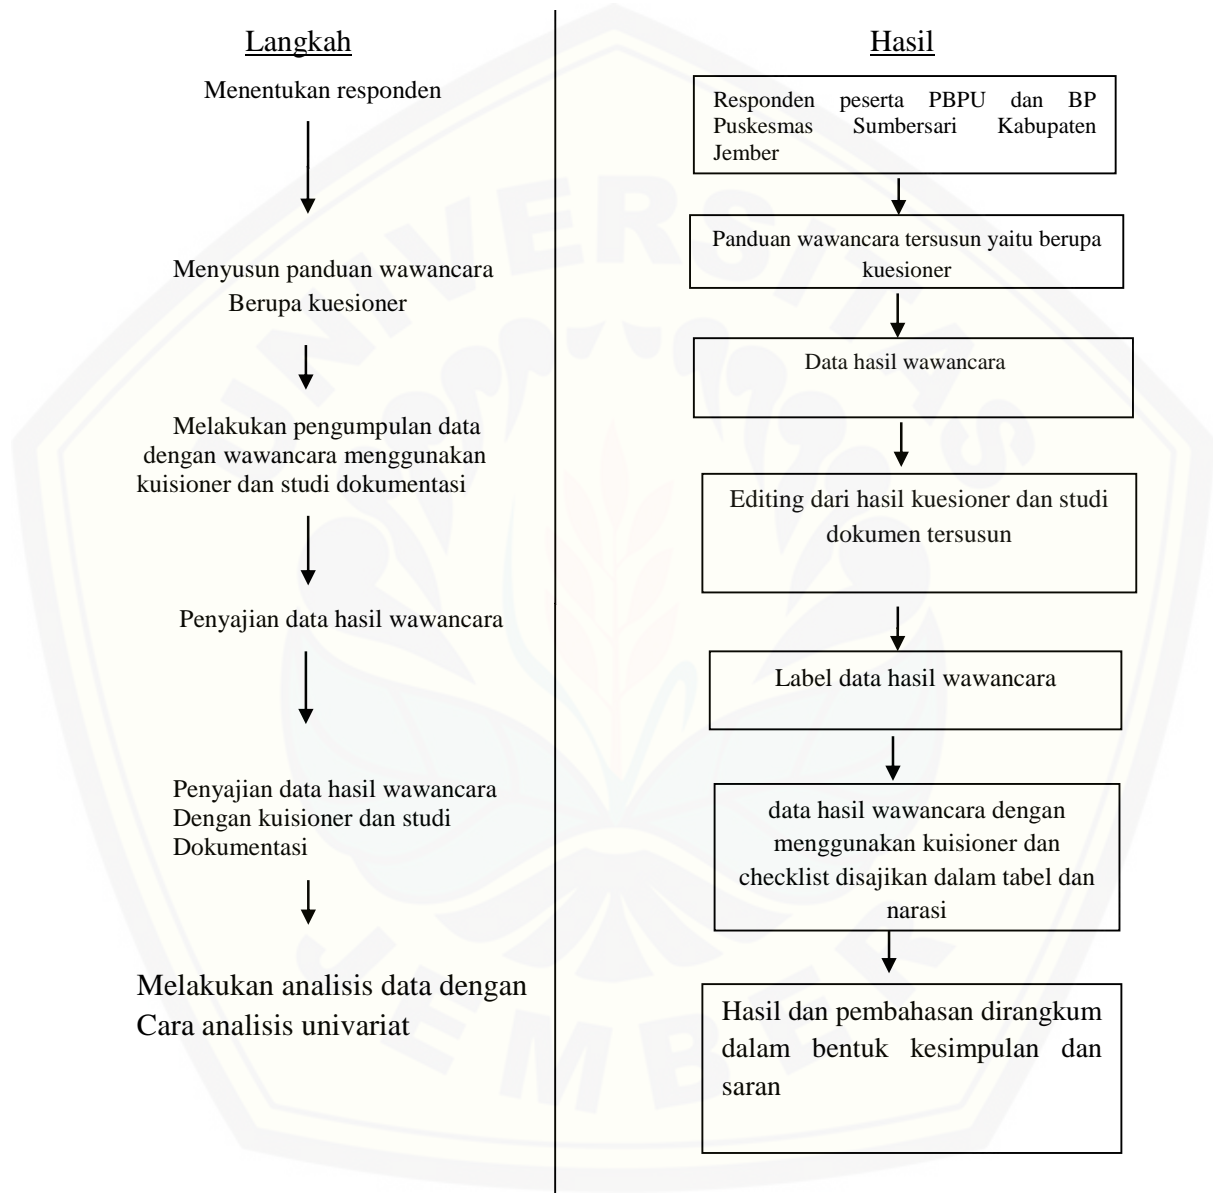 Langkah
Menentukan responden
Menyusun panduan wawancara
Berupa kuesioner
Melakukan pengumpulan data
dengan wawancara menggunakan
kuisioner dan studi dokumentasi
Penyajian data hasil wawancara
Penyajian data hasil wawancara
Dengan kuisioner dan studi
Dokumentasi
Melakukan analisis data dengan
Cara analisis univariat
Hasil
Responden peserta PBPU dan BP
Puskesmas Sumbersari Kabupaten
Jember
Panduan wawancara tersusun yaitu berupa
kuesioner
Data hasil wawancara
Editing dari hasil kuesioner dan studi
dokumen tersusun
Label data hasil wawancara
data hasil wawancara dengan
menggunakan kuisioner dan
checklist disajikan dalam tabel dan
narasi
Hasil dan pembahasan dirangkum
dalam bentuk kesimpulan dan
saran
UNIVERSITAS
JEMBER